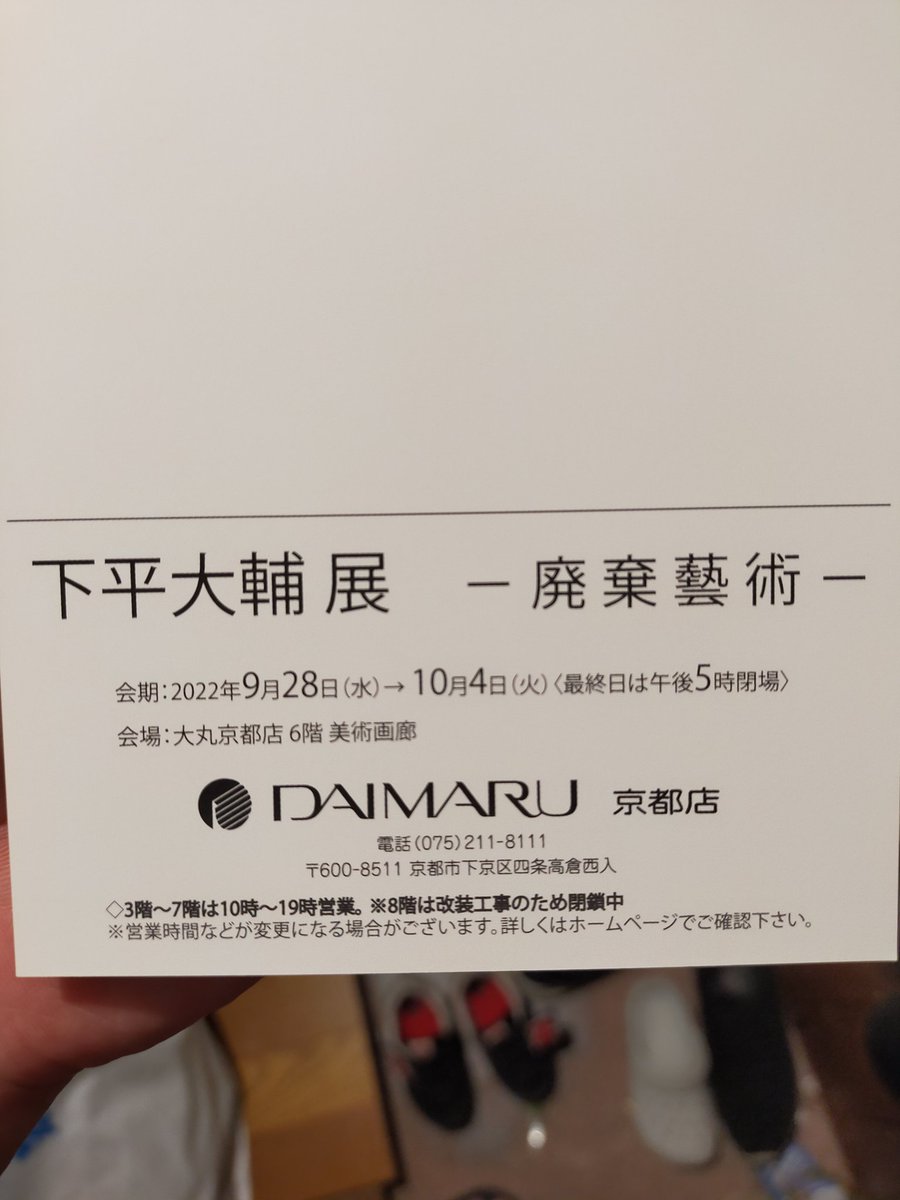 下平大輔 展 －廃棄藝術－
会期：2022年9月28日（水）→ 10月4日（火）〈最終日は午後5時閉場〉
会場：大丸京都店 6階 美術画廊
DAIMARU 京都店
電話（075）211-8111
〒600-8511 京都市下京区四条高倉西入
◇3階〜7階は10時〜19時営業。※8階は改装工事のため閉鎖中
※営業時間などが変更になる場合がございます。詳しくはホームページでご確認下さい。